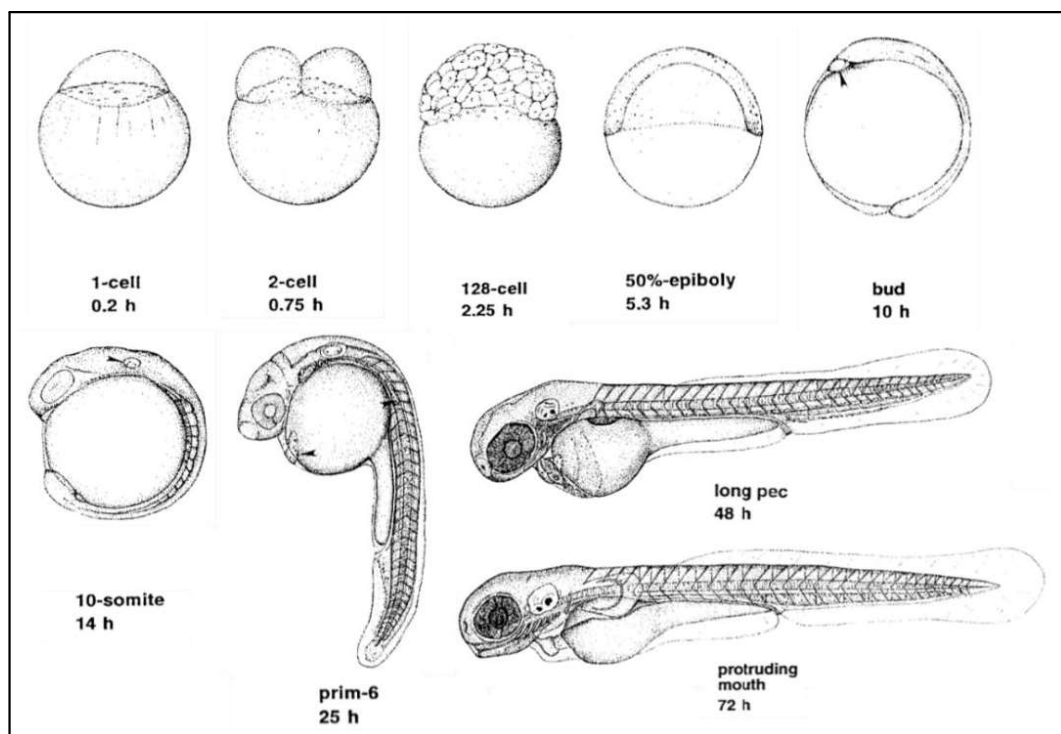 1-cell
0.2 h
2-cell
0.75 h
128-cell
2.25 h
50%-epiboly
5.3 h
bud
10 h
10-somite
14 h
prim-6
25 h
long pec
48 h
protruding
mouth
72 h